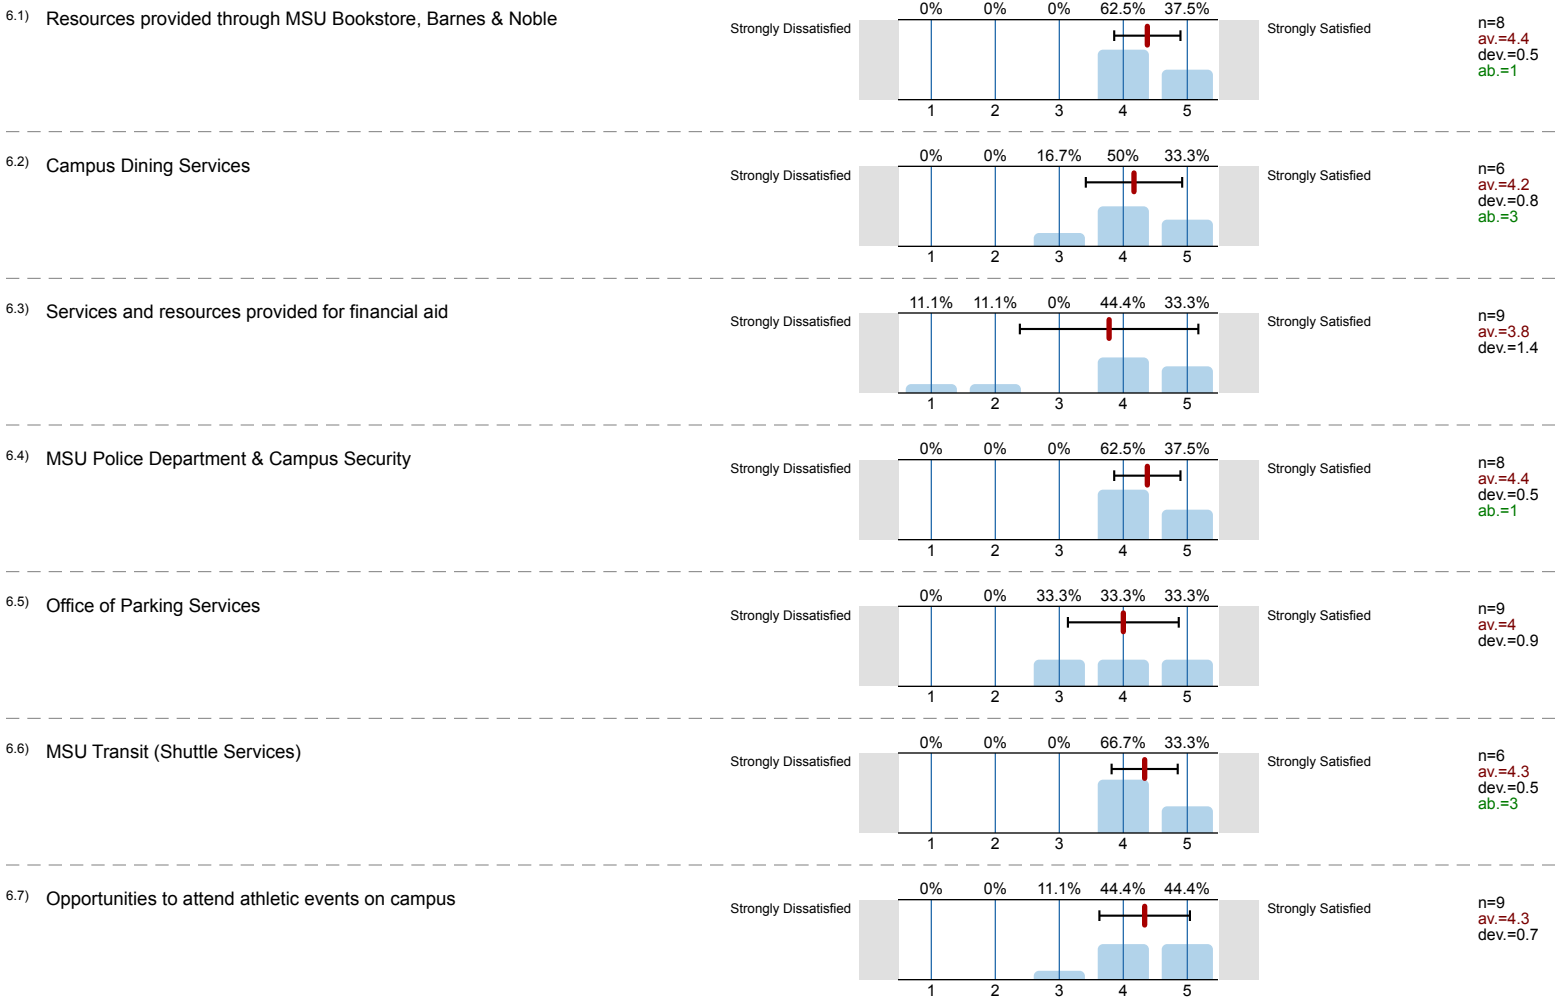 6.1) Resources provided through MSU Bookstore, Barnes & Noble
0% 0% 0% 62.5% 37.5%
Strongly Dissatisfied Strongly Satisfied
n=8
av.=4.4
dev.=0.5
ab.=1
1 2 3 4 5
6.2) Campus Dining Services
0% 0% 16.7% 50% 33.3%
Strongly Dissatisfied Strongly Satisfied
n=6
av.=4.2
dev.=0.8
ab.=3
1 2 3 4 5
6.3) Services and resources provided for financial aid
11.1% 11.1% 0% 44.4% 33.3%
Strongly Dissatisfied Strongly Satisfied
n=9
av.=3.8
dev.=1.4
1 2 3 4 5
6.4) MSU Police Department & Campus Security
0% 0% 0% 62.5% 37.5%
Strongly Dissatisfied Strongly Satisfied
n=8
av.=4.4
dev.=0.5
ab.=1
1 2 3 4 5
6.5) Office of Parking Services
0% 0% 33.3% 33.3% 33.3%
Strongly Dissatisfied Strongly Satisfied
n=9
av.=4
dev.=0.9
1 2 3 4 5
6.6) MSU Transit (Shuttle Services)
0% 0% 0% 66.7% 33.3%
Strongly Dissatisfied Strongly Satisfied
n=6
av.=4.3
dev.=0.5
ab.=3
1 2 3 4 5
6.7) Opportunities to attend athletic events on campus
0% 0% 11.1% 44.4% 44.4%
Strongly Dissatisfied Strongly Satisfied
n=9
av.=4.3
dev.=0.7
1 2 3 4 5